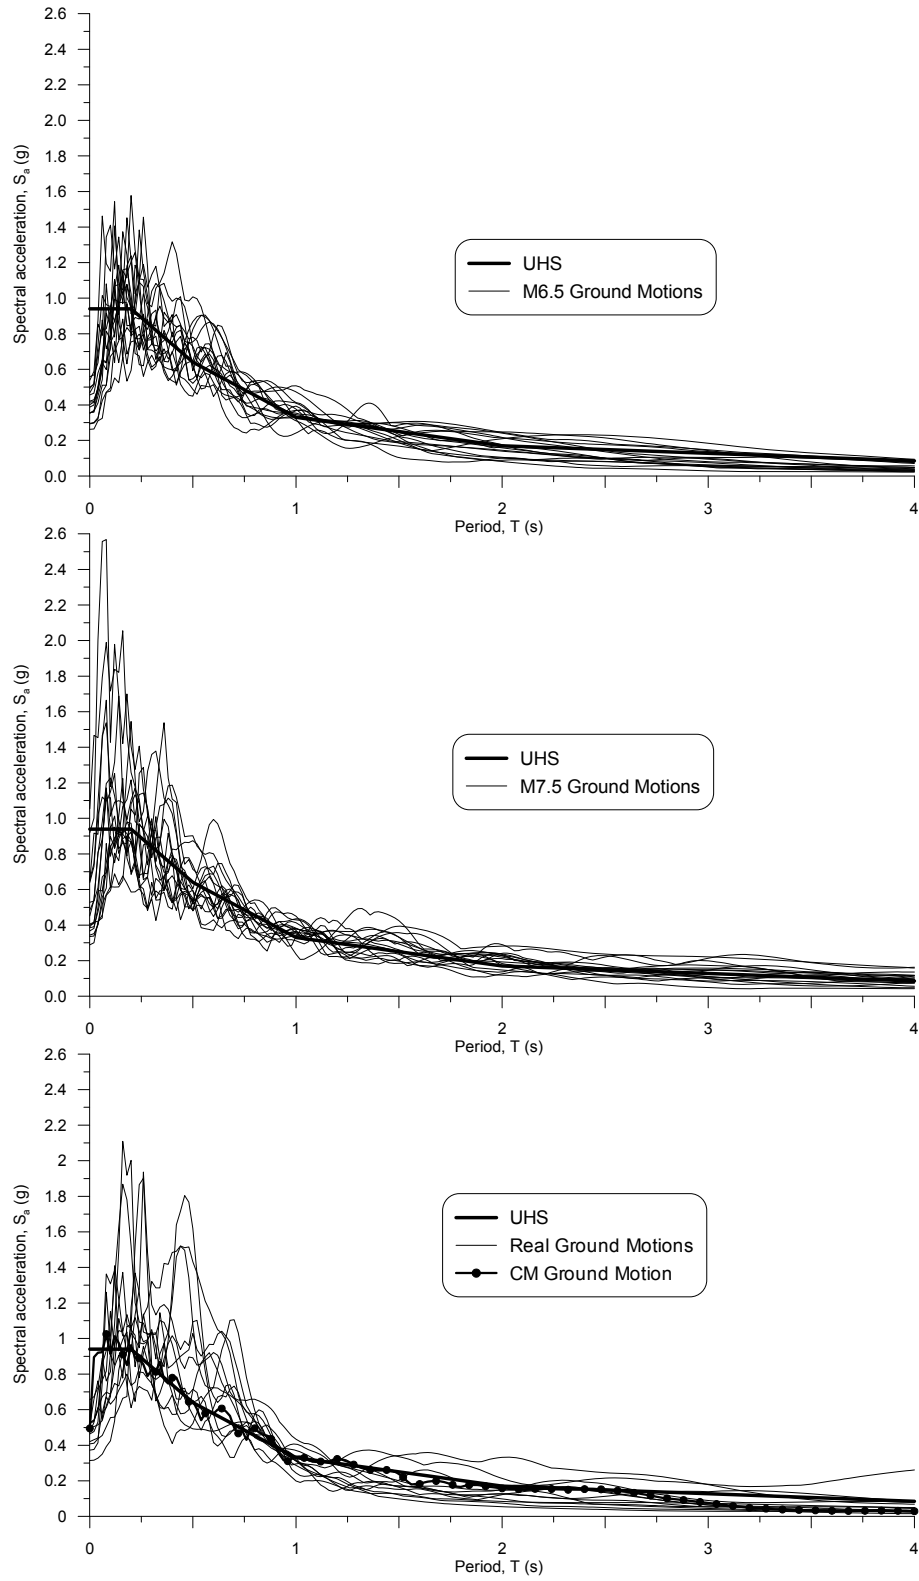 2.6
2.4
2.2
2.0
1.8
1.6
1.4
1.2
1.0
0.8
0.6
0.4
0.2
0.0
Spectral acceleration, Sa (g)
UHS
M6.5 Ground Motions
0 1 2 3 4
Period, T (s)
2.6
2.4
2.2
2.0
1.8
1.6
1.4
1.2
1.0
0.8
0.6
0.4
0.2
0.0
Spectral acceleration, Sa (g)
UHS
M7.5 Ground Motions
0 1 2 3 4
Period, T (s)
2.6
2.4
2.2
2
1.8
1.6
1.4
1.2
1
0.8
0.6
0.4
0.2
0
Spectral acceleration, Sa (g)
UHS
Real Ground Motions
CM Ground Motion
0 1 2 3 4
Period, T (s)